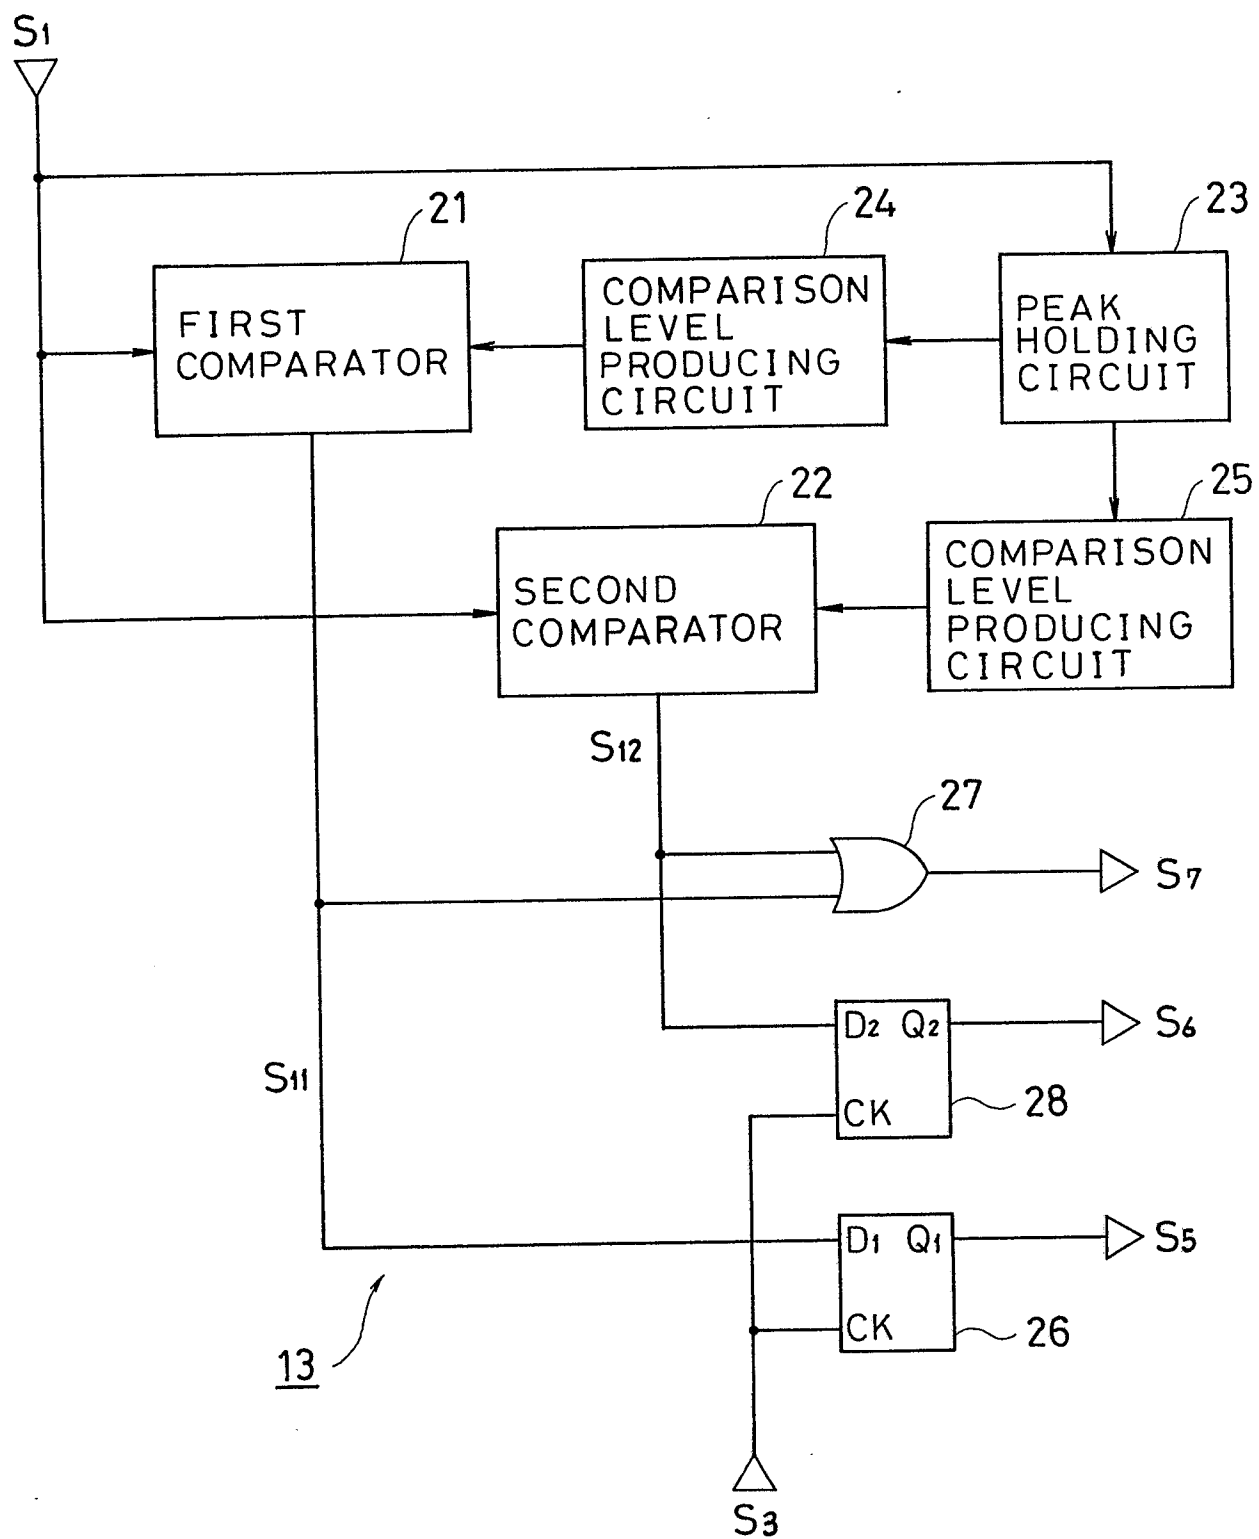 S1
21
24
23
FIRST
COMPARATOR
COMPARISON
LEVEL
PRODUCING
CIRCUIT
PEAK
HOLDING
CIRCUIT
22
25
SECOND
COMPARATOR
COMPARISON
LEVEL
PRODUCING
CIRCUIT
S12
27
S7
D2 Q2
S6
S11
CK
28
D1 Q1
S5
CK
26
13
S3